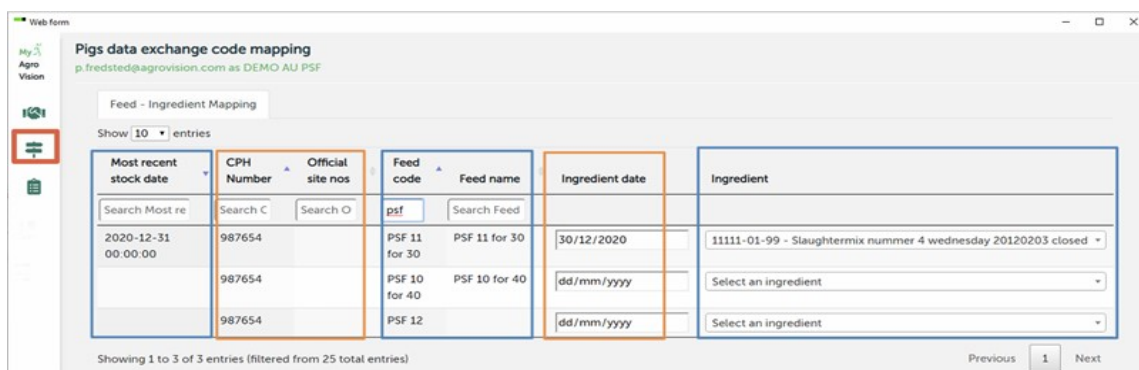 Web form
My
Agro
Vision
Pigs data exchange code mapping
p.fredsted@agrovision.com as DEMO AU PSF
Feed - Ingredient Mapping
Show 10 entries
Most recent stock date CPH Number Official site nos Feed code Feed name Ingredient date Ingredient
Search Most re Search C Search O psf Search Feed
2020-12-31 00:00:00 987654 PSF 11 for 30 PSF 11 for 30 30/12/2020 11111-01-99 - Slaughtermix nummer 4 wednesday 20120203 closed
987654 PSF 10 for 40 PSF 10 for 40 dd/mm/yyyy Select an ingredient
987654 PSF 12 dd/mm/yyyy Select an ingredient
Showing 1 to 3 of 3 entries (filtered from 25 total entries) Previous 1 Next